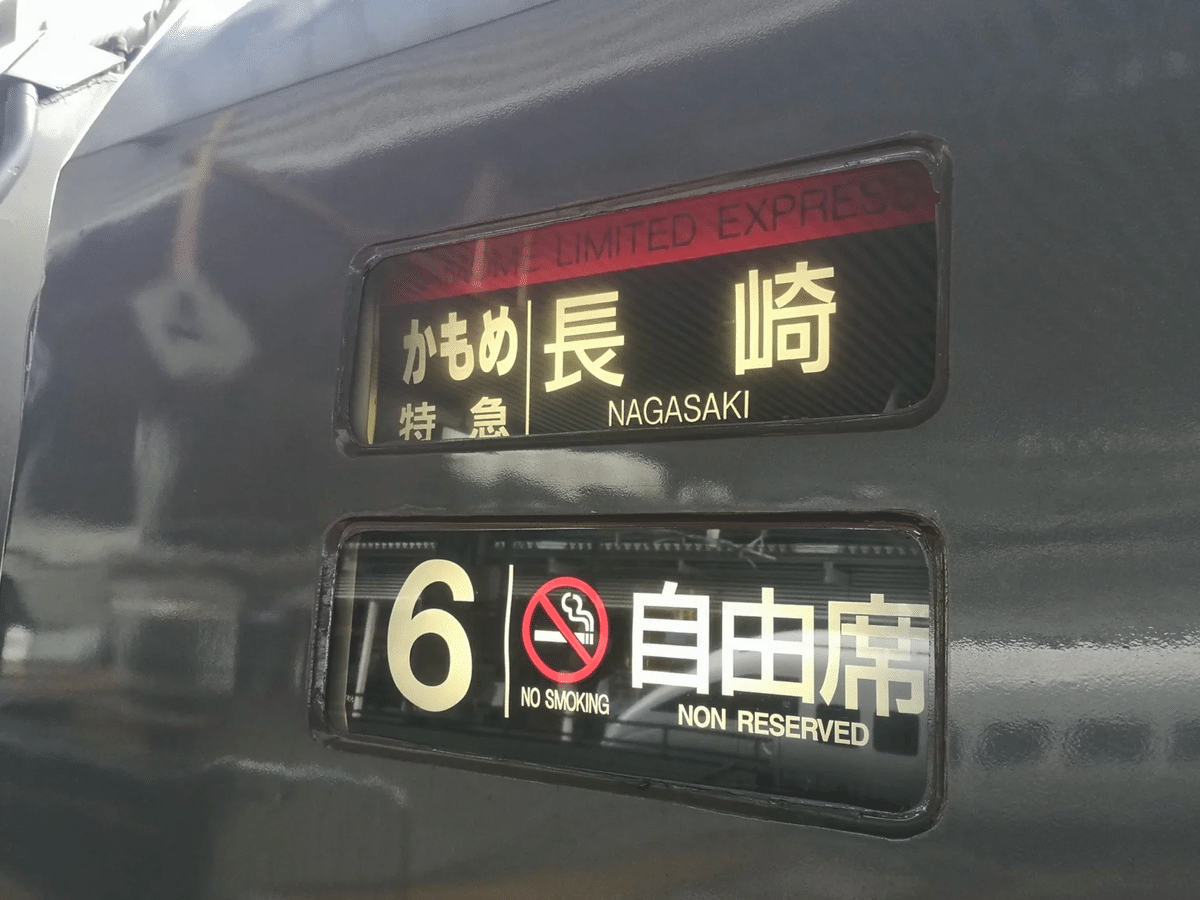 LIMITED EXPRESS
かもめ 長崎
特急 NAGASAKI
6 自由席
NO SMOKING NON RESERVED